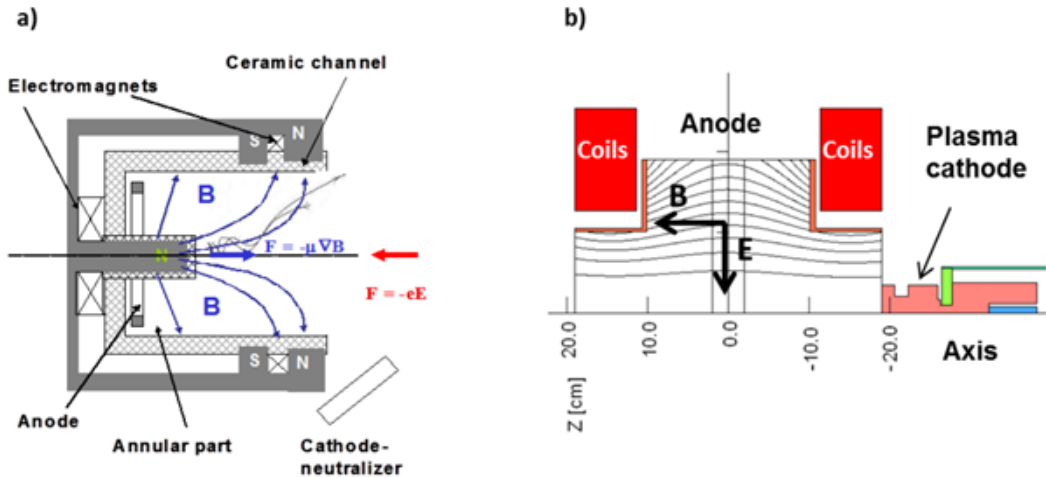 a)
Ceramic channel
Electromagnets
S
N
B
N
F = -μ∇B
F = -eE
B
S
N
Anode
Annular part
Cathode-
neutralizer
b)
Anode
Coils
Coils
Plasma
cathode
B
E
20.0
10.0
0.0
-10.0
-20.0
Z [cm]
Axis